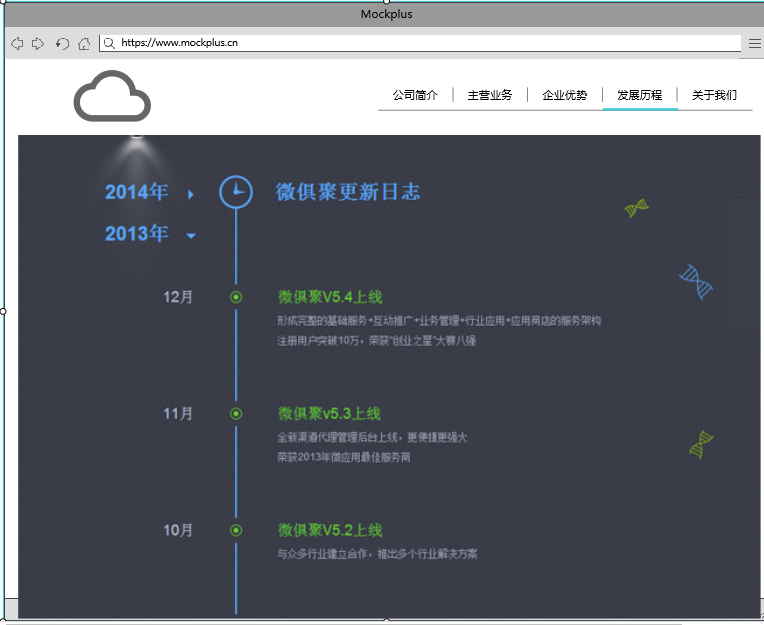 Mockplus
https://www.mockplus.cn
公司简介
主营业务
企业优势
发展历程
关于我们
2014年
微俱聚更新日志
2013年
12月
微俱聚V5.4上线
形成完整的基础服务+互动推广+业务管理+行业应用+应用商店的服务架构
注册用户突破10万，荣获“创业之星”大赛八强
11月
微俱聚v5.3上线
全新渠道代理管理后台上线，更便捷更强大
荣获2013年微应用最佳服务商
10月
微俱聚V5.2上线
与众多行业建立合作，推出多个行业解决方案